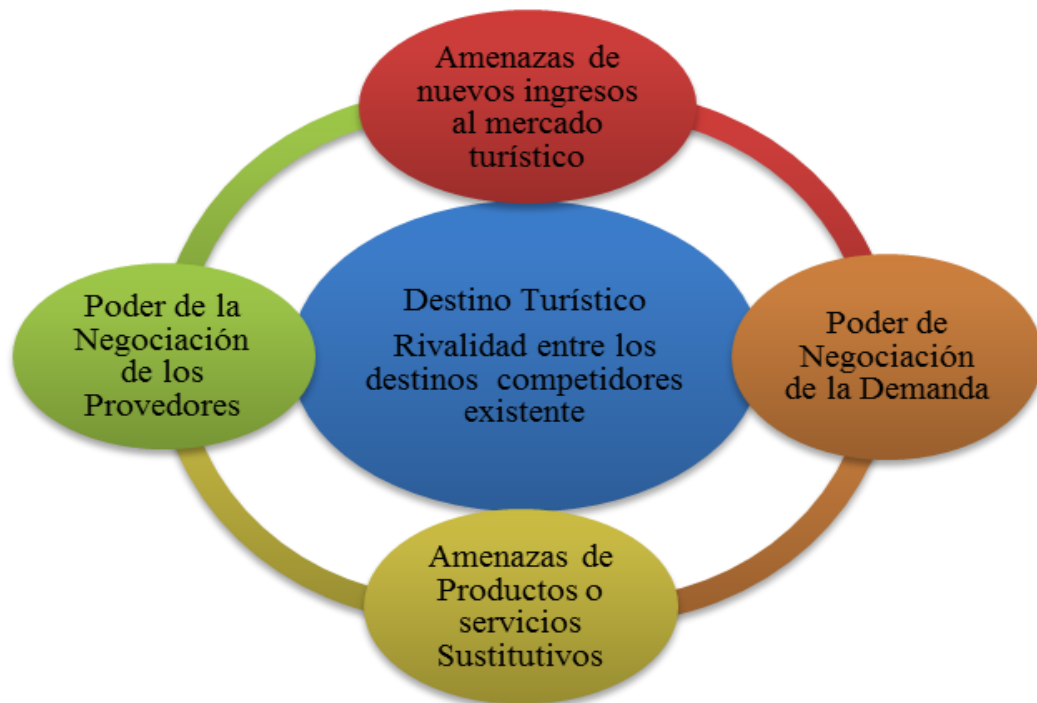 Amenazas de
nuevos ingresos
al mercado
turístico
Poder de la
Negociación
de los
Provedores
Destino Turístico
Rivalidad entre los
destinos competidores
existente
Poder de
Negociación
de la Demanda
Amenazas de
Productos o
servicios
Sustitutivos